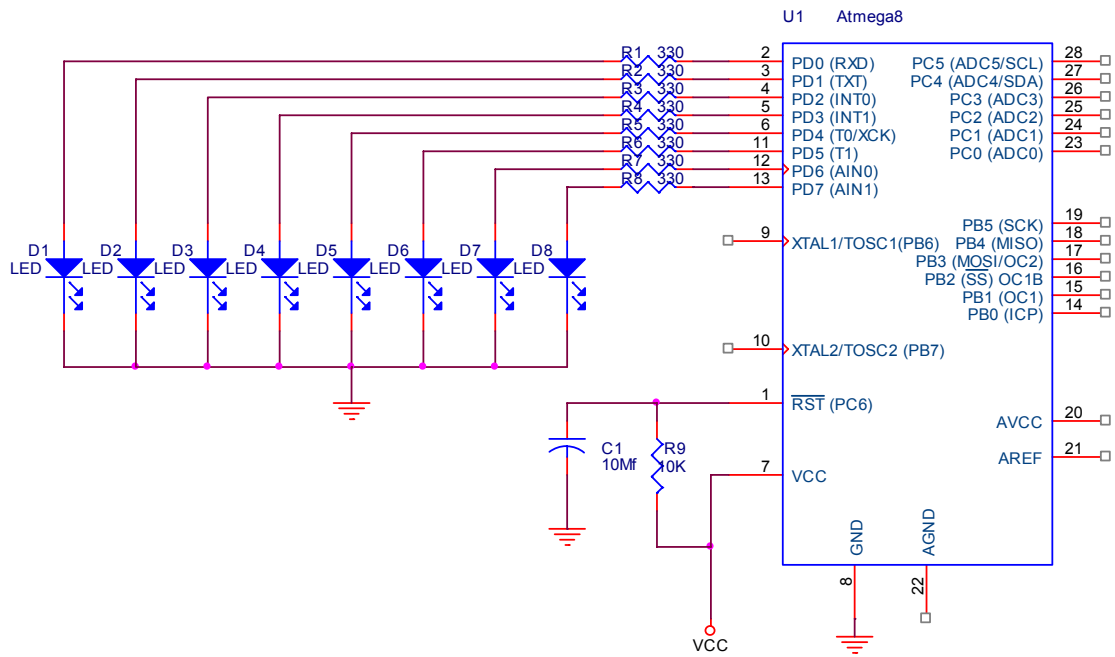 U1 Atmega8
R1 330
R2 330
R3 330
R4 330
R5 330
R6 330
R7 330
R8 330
2 PD0 (RXD)
3 PD1 (TXT)
4 PD2 (INT0)
5 PD3 (INT1)
6 PD4 (T0/XCK)
11 PD5 (T1)
12 PD6 (AIN0)
13 PD7 (AIN1)
9 XTAL1/TOSC1(PB6)
10 XTAL2/TOSC2 (PB7)
1 RST (PC6)
7 VCC
PC5 (ADC5/SCL) 28
PC4 (ADC4/SDA) 27
PC3 (ADC3) 26
PC2 (ADC2) 25
PC1 (ADC1) 24
PC0 (ADC0) 23
PB5 (SCK) 19
PB4 (MISO) 18
PB3 (MOSI/OC2) 17
PB2 (SS) OC1B 16
PB1 (OC1) 15
PB0 (ICP) 14
AVCC 20
AREF 21
GND 8
AGND 22
D1 LED
D2 LED
D3 LED
D4 LED
D5 LED
D6 LED
D7 LED
D8 LED
C1
10Mf
R9
10K
VCC